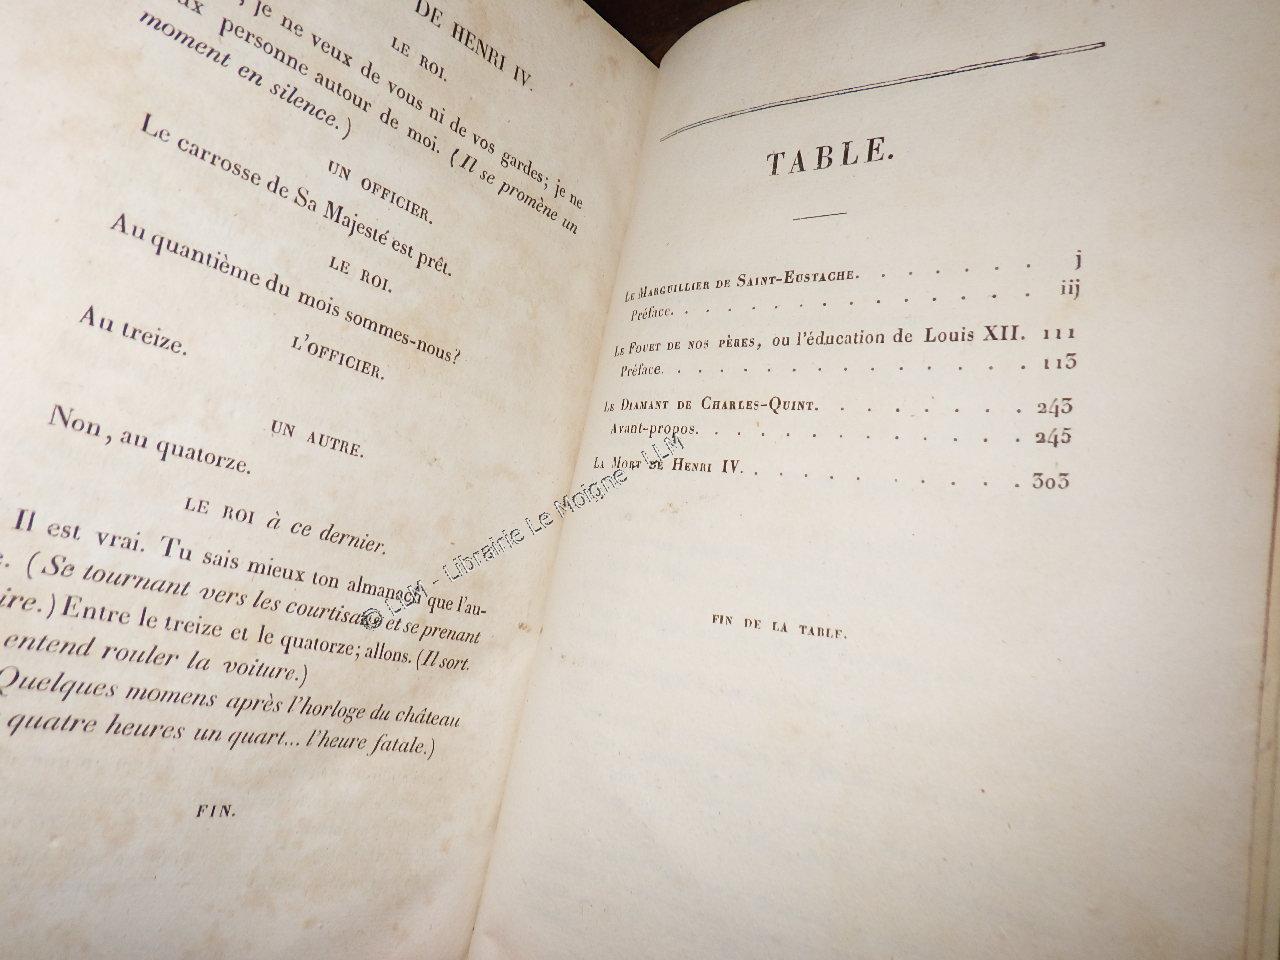 DE HENRI IV.
LE ROI.
je ne veux de vous ni de vos gardes; je ne
personne autour de moi. (Il se promène un
moment en silence.)
UN OFFICIER.
Le carrosse de Sa Majesté est prêt.
LE ROI.
Au quantième du mois sommes-nous?
L'OFFICIER.
Au treize.
UN AUTRE.
Non, au quatorze.
LE ROI à ce dernier.
Il est vrai. Tu sais mieux ton almanach que l'au-
(Se tournant vers les courtisans et se prenant
Entre le treize et le quatorze; allons. (Il sort.
entend rouler la voiture.)
Quelques momens après l'horloge du château
quatre heures un quart... l'heure fatale.)
FIN.
TABLE.
LE MARGUILLIER DE SAINT-EUSTACHE. . . . . . . . j
Préface. . . . . . . . . . . . . . iij
LE FOUET DE NOS PÈRES, ou l'éducation de Louis XII. 111
Préface. . . . . . . . . . . . . . . 113
LE DIAMANT DE CHARLES-QUINT. . . . . . . . . 243
Avant-propos. . . . . . . . . . . . . 245
LA MORT DE HENRI IV. . . . . . . . . . . . 303
FIN DE LA TABLE.
© LLM - Librairie Le Moigne - LLM